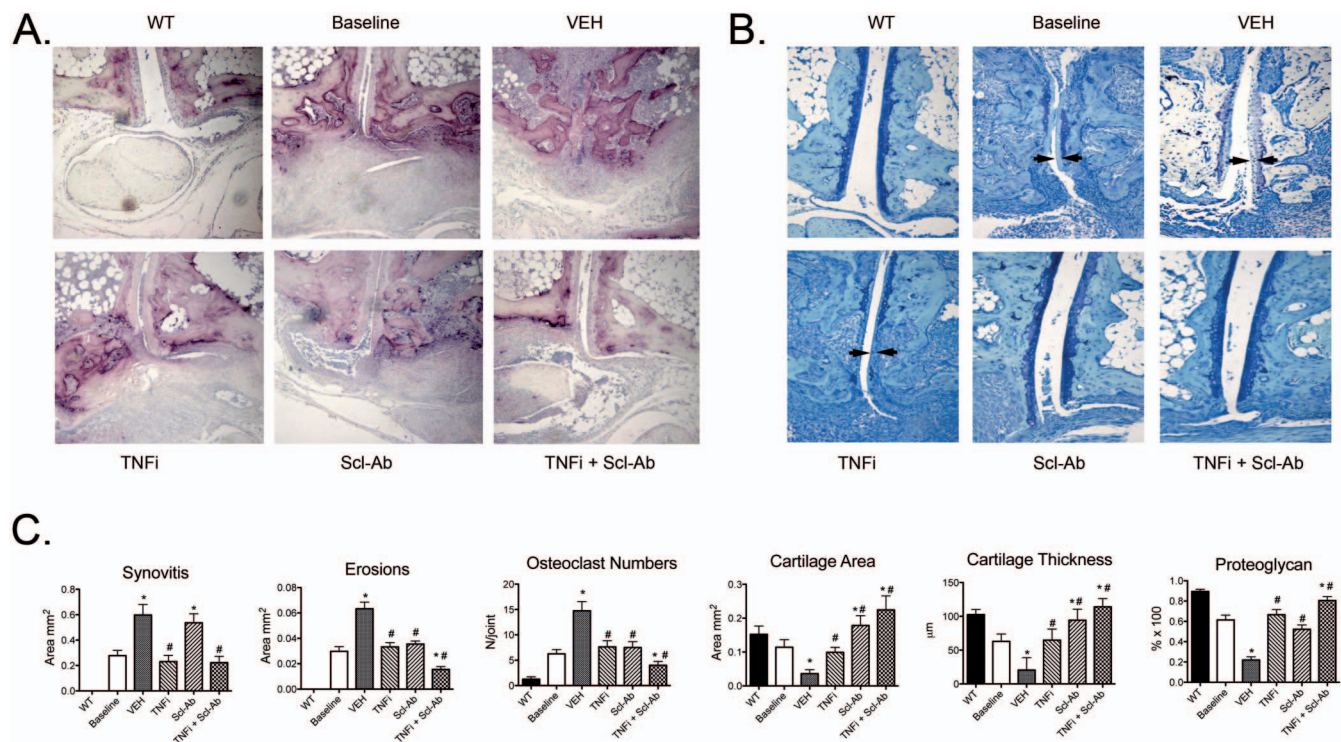 A.
WT Baseline VEH
TNFi Scl-Ab TNFi + Scl-Ab
B.
WT Baseline VEH
TNFi Scl-Ab TNFi + Scl-Ab
C.
Synovitis
Area mm²
0.8
0.6
0.4
0.2
0.0
* # * #
WT Baseline VEH TNFi Scl-Ab TNFi + Scl-Ab
Erosions
Area mm²
0.08
0.06
0.04
0.02
0.00
* # # * #
WT Baseline VEH TNFi Scl-Ab TNFi + Scl-Ab
Osteoclast Numbers
N/joint
20
15
10
5
0
* # # * #
WT Baseline VEH TNFi Scl-Ab TNFi + Scl-Ab
Cartilage Area
Area mm²
0.3
0.2
0.1
0.0
* # * # * #
WT Baseline VEH TNFi Scl-Ab TNFi + Scl-Ab
Cartilage Thickness
μm
150
100
50
0
* # * # * #
WT Baseline VEH TNFi Scl-Ab TNFi + Scl-Ab
Proteoglycan
% x 100
1.0
0.8
0.6
0.4
0.2
0.0
* # # * #
WT Baseline VEH TNFi Scl-Ab TNFi + Scl-Ab